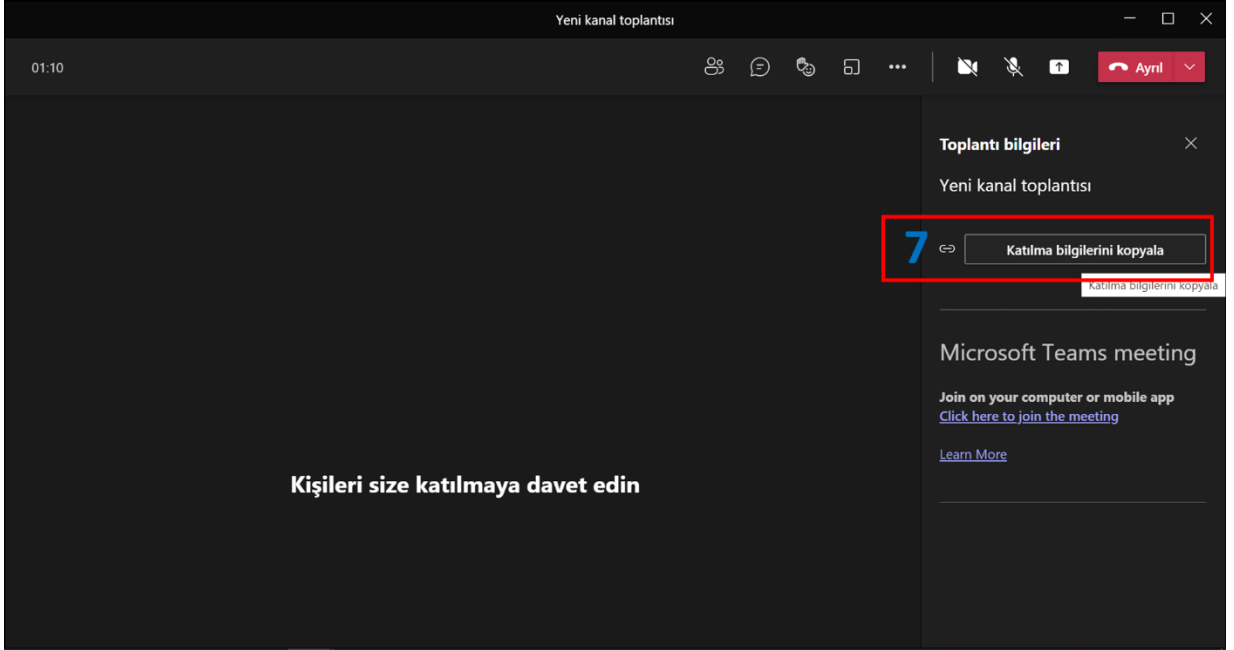 Yeni kanal toplantısı
01:10
Ayrıl
Toplantı bilgileri
Yeni kanal toplantısı
7
Katılma bilgilerini kopyala
Katılma bilgilerini kopyala
Microsoft Teams meeting
Join on your computer or mobile app
Click here to join the meeting
Learn More
Kişileri size katılmaya davet edin